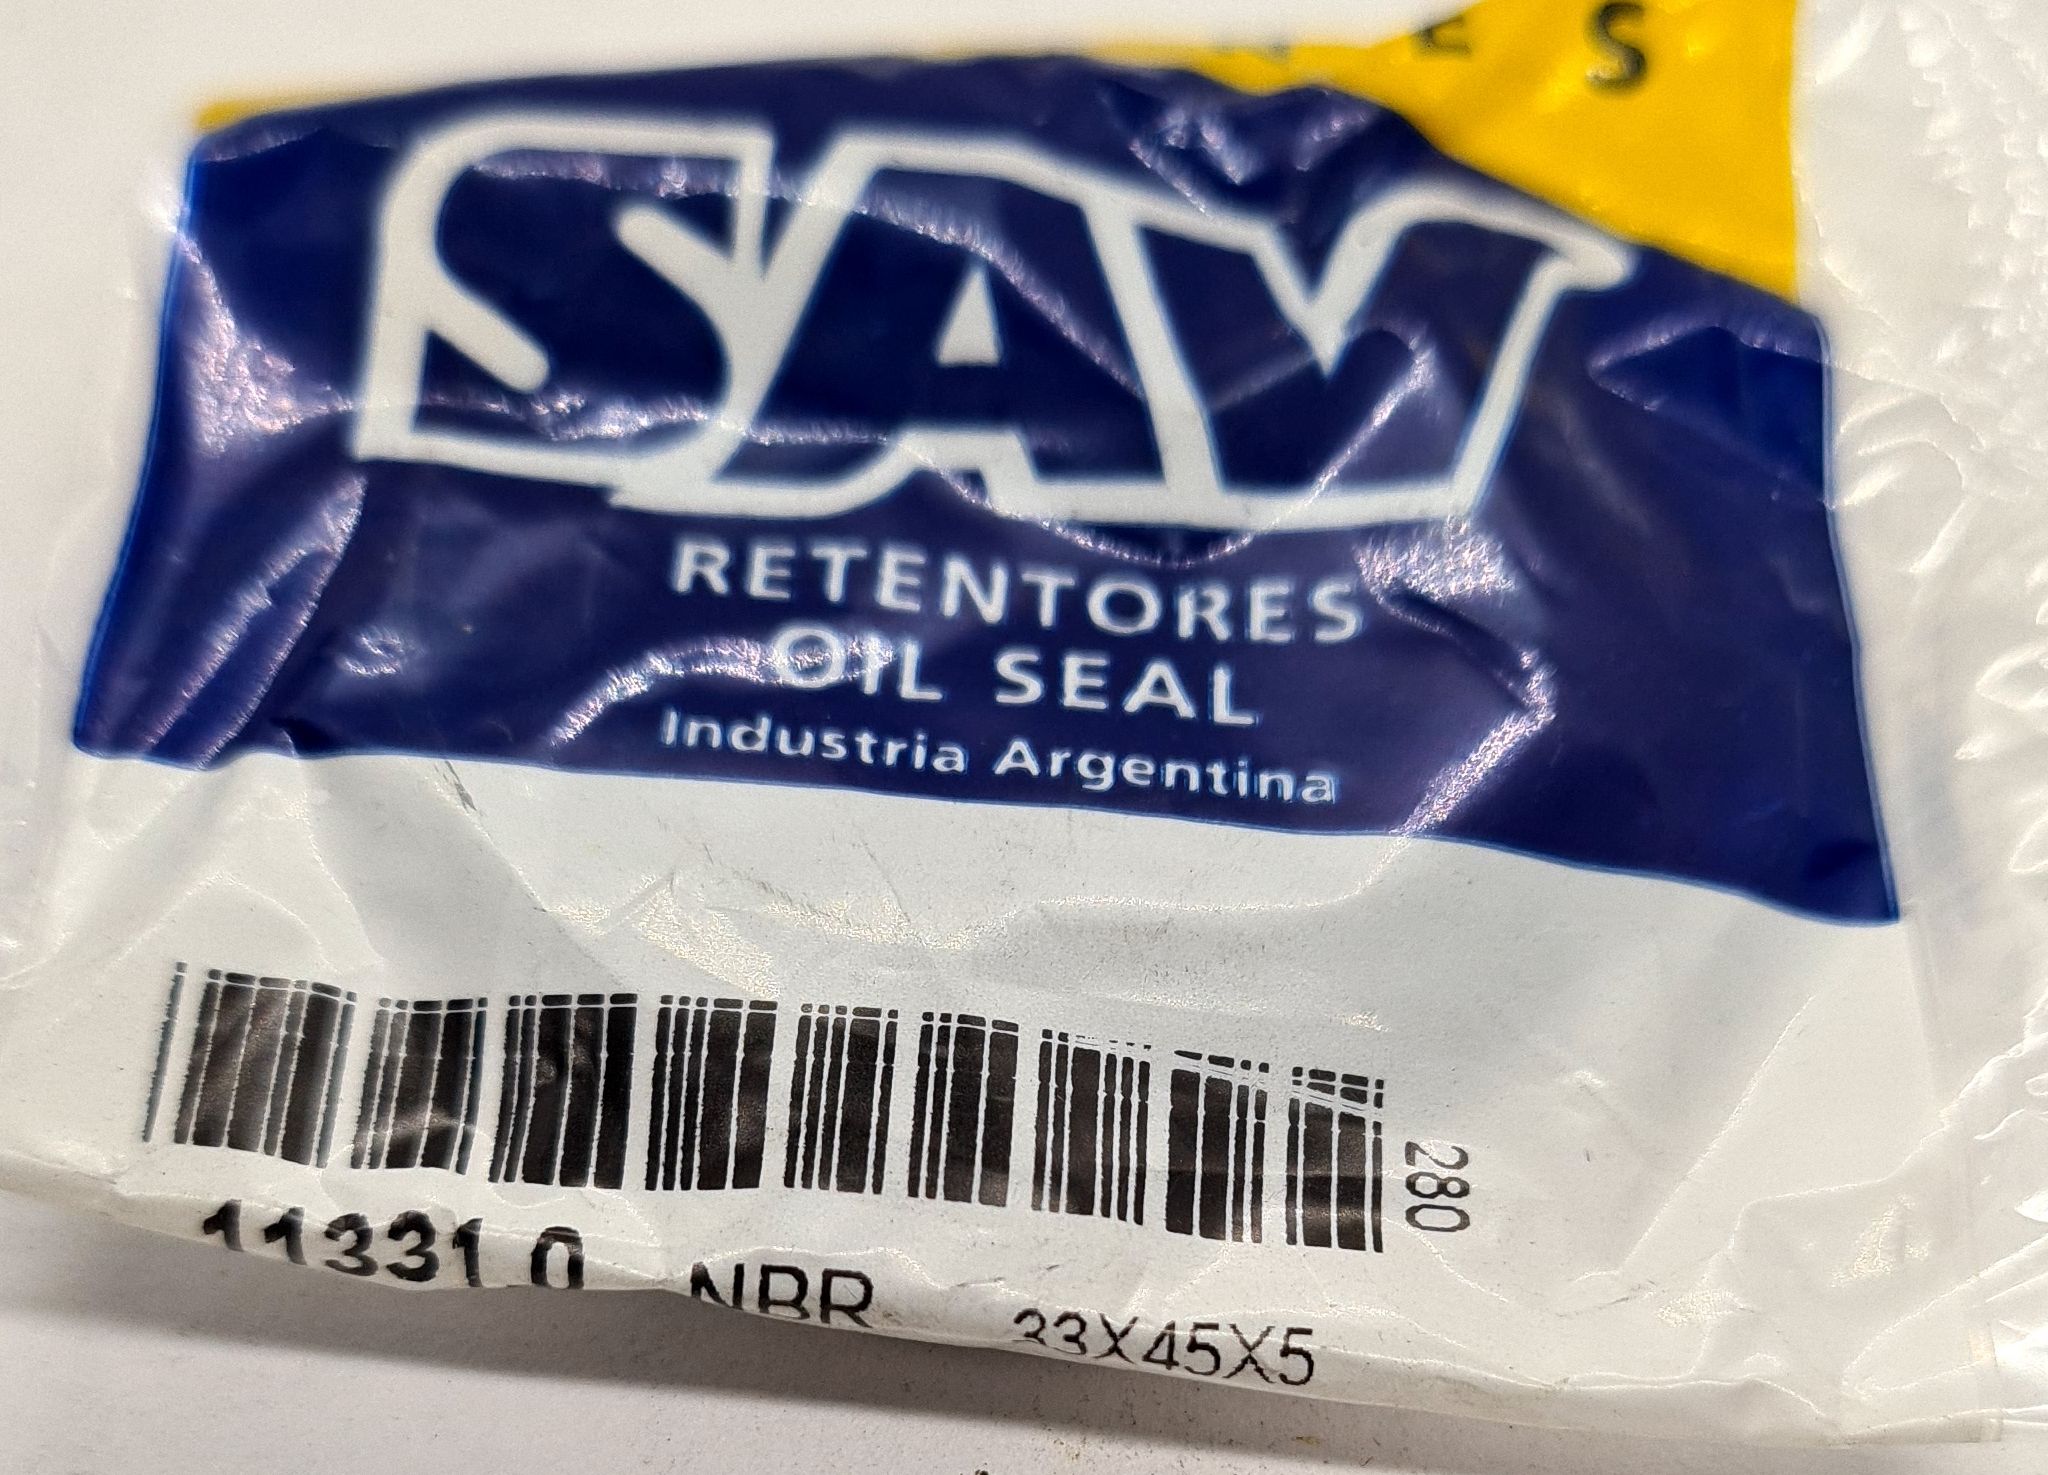 SAV
RETENTORES
OIL SEAL
Industria Argentina
280
11331 0 NBR 33X45X5